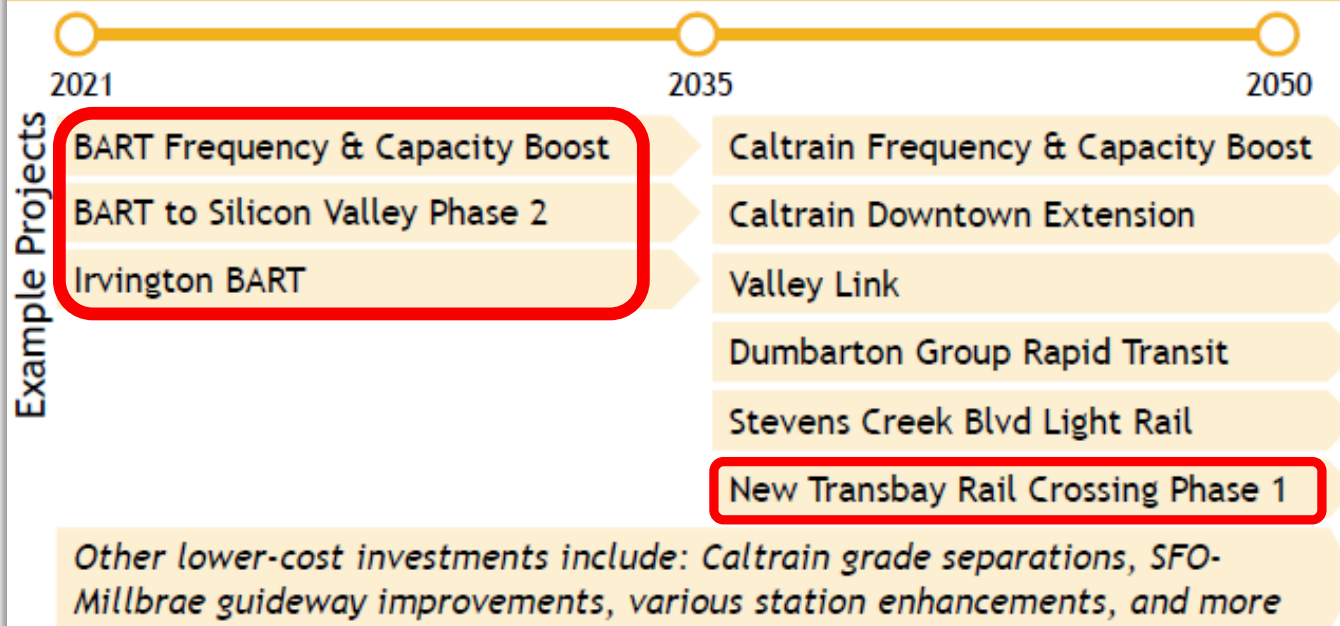 2021
2035
2050
Example Projects
BART Frequency & Capacity Boost
BART to Silicon Valley Phase 2
Irvington BART
Caltrain Frequency & Capacity Boost
Caltrain Downtown Extension
Valley Link
Dumbarton Group Rapid Transit
Stevens Creek Blvd Light Rail
New Transbay Rail Crossing Phase 1
Other lower-cost investments include: Caltrain grade separations, SFO-
Millbrae guideway improvements, various station enhancements, and more